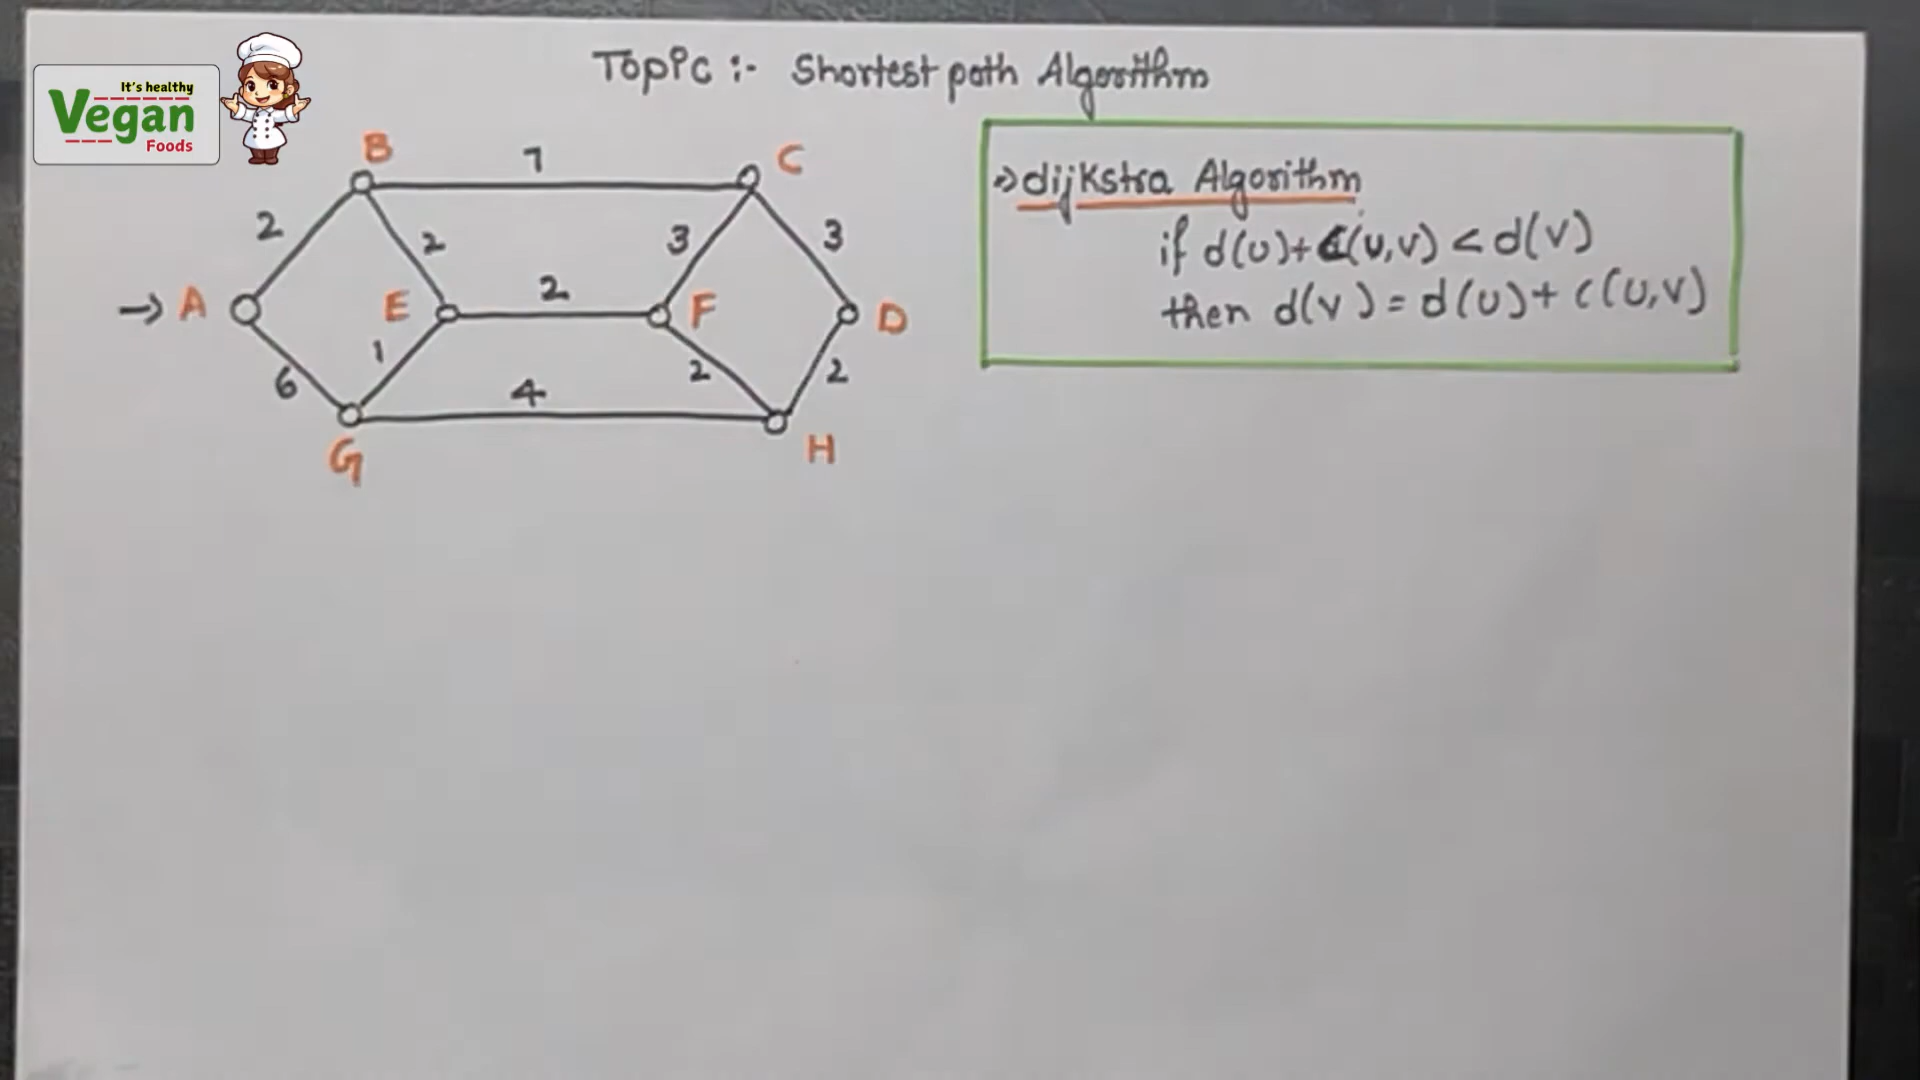 Topic :- Shortest path Algorithm
It's healthy
Vegan
Foods
B
7
C
2
2
3
3
→ A
E
2
F
D
1
6
4
2
2
G
H
⇒ dijkstra Algorithm
if d(u)+c(u,v) < d(v)
then d(v) = d(u) + c(u,v)